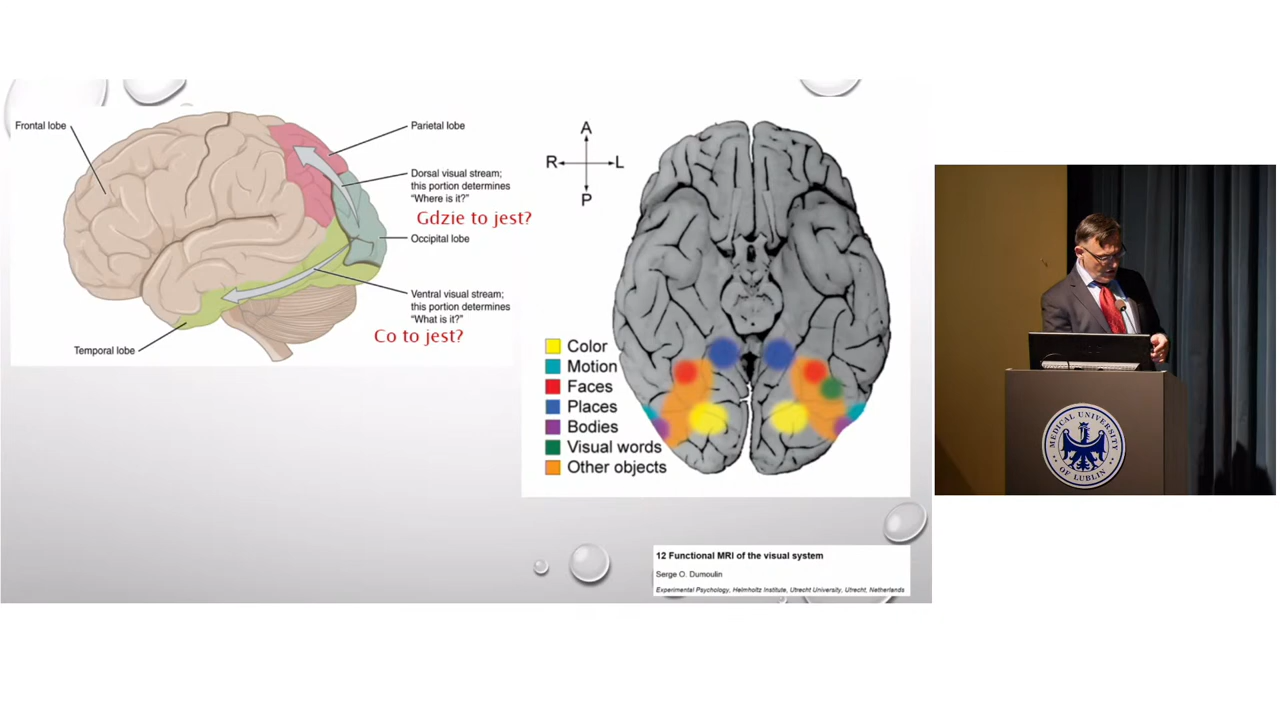 Frontal lobe
Parietal lobe
Dorsal visual stream;
this portion determines
“Where is it?”
Gdzie to jest?
Occipital lobe
Ventral visual stream;
this portion determines
“What is it?”
Co to jest?
Temporal lobe
A
R
L
P
Color
Motion
Faces
Places
Bodies
Visual words
Other objects
12 Functional MRI of the visual system
Serge O. Dumoulin
Experimental Psychology, Helmholtz Institute, Utrecht University, Utrecht, Netherlands
MEDICAL UNIVERSITY
OF LUBLIN